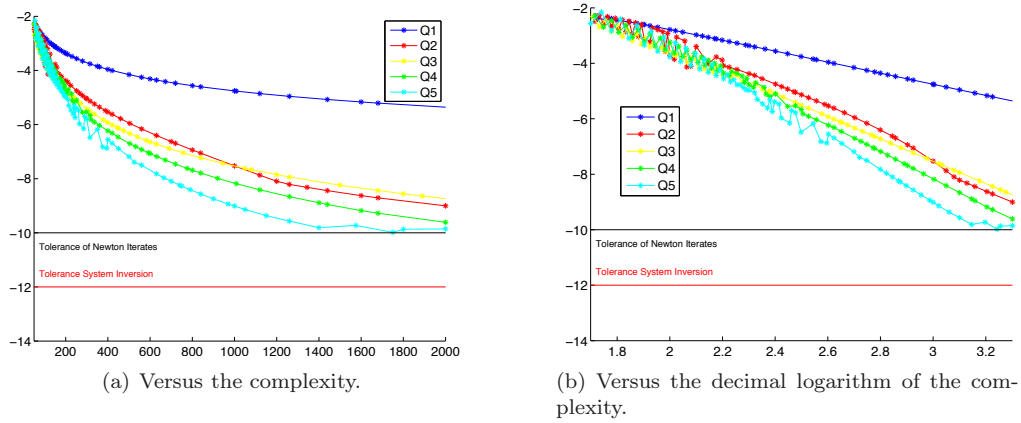 −2
−4
−6
−8
−10
−12
−14
Q1
Q2
Q3
Q4
Q5
Tolerance of Newton Iterates
Tolerance System Inversion
200 400 600 800 1000 1200 1400 1600 1800 2000
(a) Versus the complexity.
−2
−4
−6
−8
−10
−12
−14
Q1
Q2
Q3
Q4
Q5
Tolerance of Newton Iterates
Tolerance System Inversion
1.8 2 2.2 2.4 2.6 2.8 3 3.2
(b) Versus the decimal logarithm of the com-
plexity.